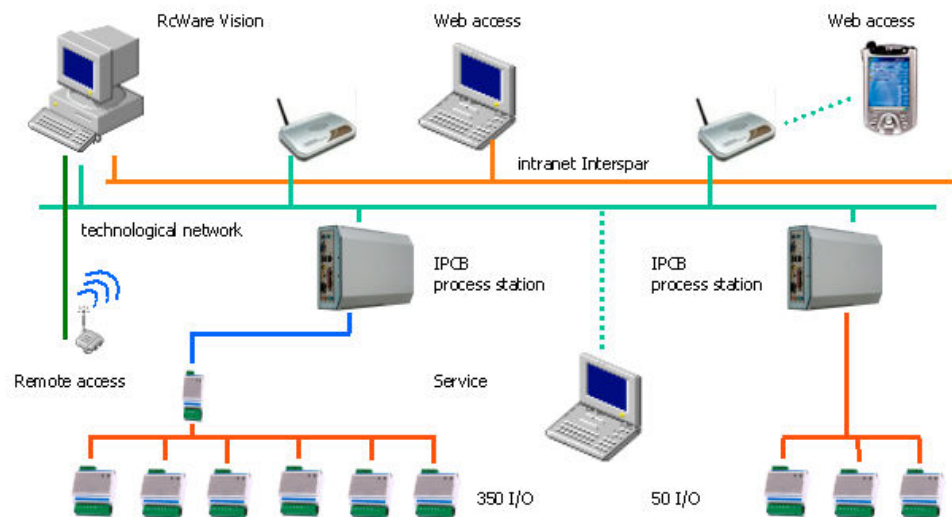 RcWare Vision
Web access
Web access
intranet Interspar
technological network
IPCB
process station
IPCB
process station
Remote access
Service
350 I/O
50 I/O